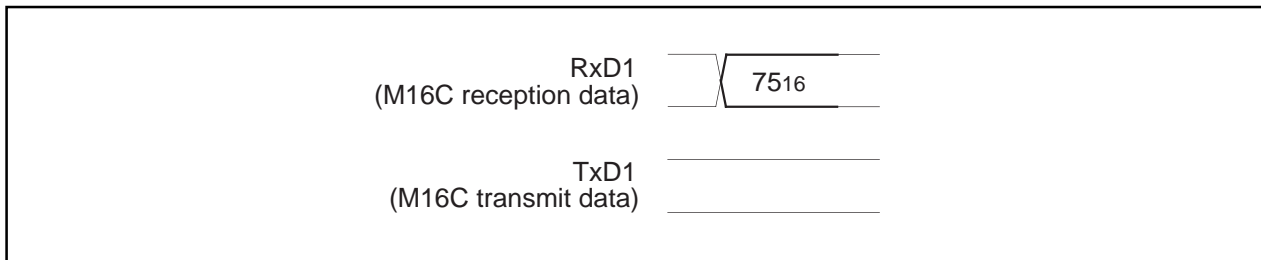 RxD1
(M16C reception data)
7516
TxD1
(M16C transmit data)